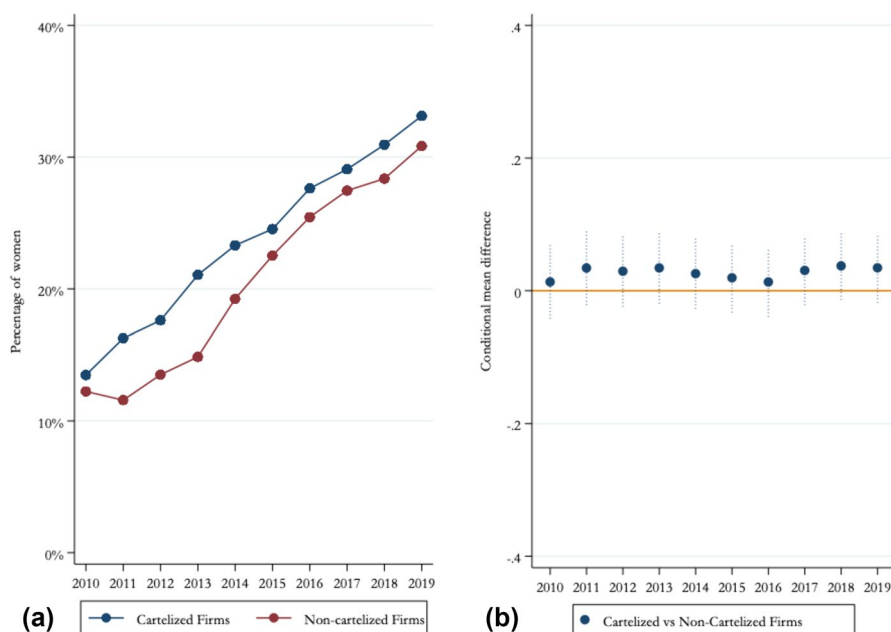 40%
30%
20%
10%
0%
Percentage of women
2010 2011 2012 2013 2014 2015 2016 2017 2018 2019
(a)
Cartelized Firms Non-cartelized Firms
.4
.2
0
-.2
-.4
Conditional mean difference
2010 2011 2012 2013 2014 2015 2016 2017 2018 2019
(b)
Cartelized vs Non-Cartelized Firms